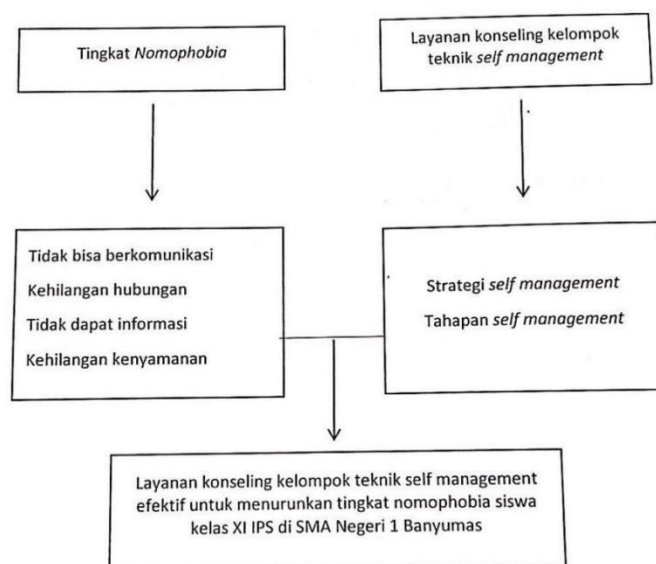 Tingkat Nomophobia
Layanan konseling kelompok
teknik self management
Tidak bisa berkomunikasi
Kehilangan hubungan
Tidak dapat informasi
Kehilangan kenyamanan
Strategi self management
Tahapan self management
Layanan konseling kelompok teknik self management
efektif untuk menurunkan tingkat nomophobia siswa
kelas XI IPS di SMA Negeri 1 Banyumas